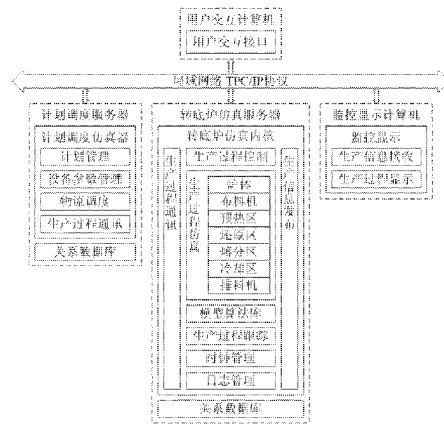 用户交互计算机
用户交互接口
局域网络 TPC/IP协议
计划调度服务器
计划调度仿真器
计划管理
设备参数管理
物流调度
生产过程通讯
关系数据库
转底炉仿真服务器
转底炉仿真内核
生产过程通讯
生产过程控制
生产过程仿真
布料机
预热区
还原区
熔分区
冷却区
排料机
模型算法库
生产过程跟踪
时钟管理
日志管理
生产信息发布
关系数据库
监控显示计算机
监控显示
生产信息接收
生产过程显示